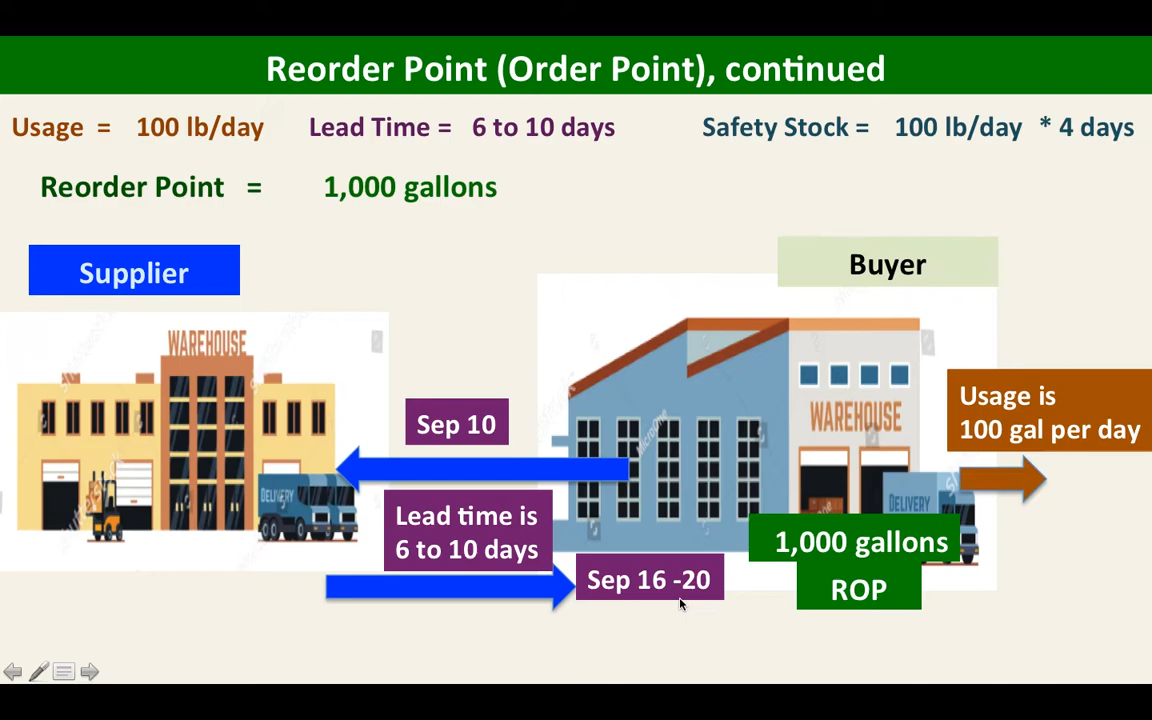 Reorder Point (Order Point), continued
Usage = 100 lb/day Lead Time = 6 to 10 days Safety Stock = 100 lb/day * 4 days
Reorder Point = 1,000 gallons
Supplier
Buyer
WAREHOUSE
WAREHOUSE
Usage is
100 gal per day
Sep 10
DELIVERY
DELIVERY
Lead time is
6 to 10 days
1,000 gallons
Sep 16 -20
ROP